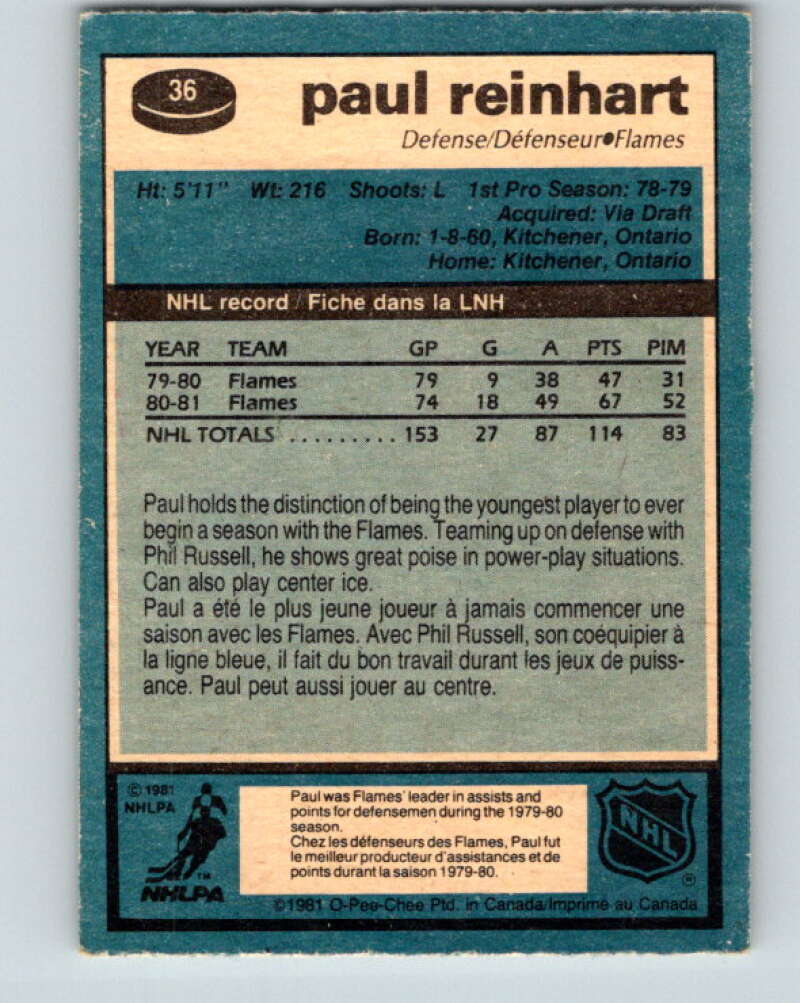 36
paul reinhart
Defense/Défenseur●Flames
Ht: 5'11" Wt: 216 Shoots: L 1st Pro Season: 78-79
Acquired: Via Draft
Born: 1-8-60, Kitchener, Ontario
Home: Kitchener, Ontario
NHL record / Fiche dans la LNH
YEAR TEAM GP G A PTS PIM
79-80 Flames 79 9 38 47 31
80-81 Flames 74 18 49 67 52
NHL TOTALS ......... 153 27 87 114 83
Paul holds the distinction of being the youngest player to ever
begin a season with the Flames. Teaming up on defense with
Phil Russell, he shows great poise in power-play situations.
Can also play center ice.
Paul a été le plus jeune joueur à jamais commencer une
saison avec les Flames. Avec Phil Russell, son coéquipier à
la ligne bleue, il fait du bon travail durant les jeux de puiss-
ance. Paul peut aussi jouer au centre.
© 1981
NHLPA
TM
NHLPA
Paul was Flames' leader in assists and
points for defensemen during the 1979-80
season.
Chez les défenseurs des Flames, Paul fut
le meilleur producteur d'assistances et de
points durant la saison 1979-80.
NHL
®
©1981 O-Pee-Chee Ptd. in Canada/Imprimé au Canada